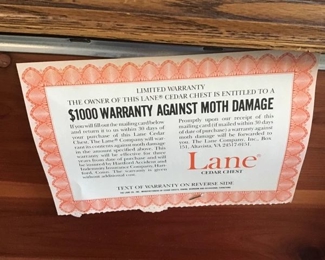 LIMITED WARRANTY
THE OWNER OF THIS LANE® CEDAR CHEST IS ENTITLED TO A
$1000 WARRANTY AGAINST MOTH DAMAGE
If you will fill out the mailing card below
and return it to us within 30 days of
your purchase of this Lane Cedar
Chest, The Lane® Company will war-
rant its contents against moth damage
in the amount specified above. This
warranty will be effective for three
years from date of purchase and will
be issued by Hartford Accident and
Indemnity Insurance Company, Hart-
ford, Conn. The warranty is given
without additional cost.
Promptly upon our receipt of this
mailing card (if mailed within 30 days
of date of purchase) a warranty against
moth damage will be forwarded to
you. The Lane Company, Inc., Box
151, Altavista, VA 24517-0151.
Lane®
CEDAR CHEST
TEXT OF WARRANTY ON REVERSE SIDE